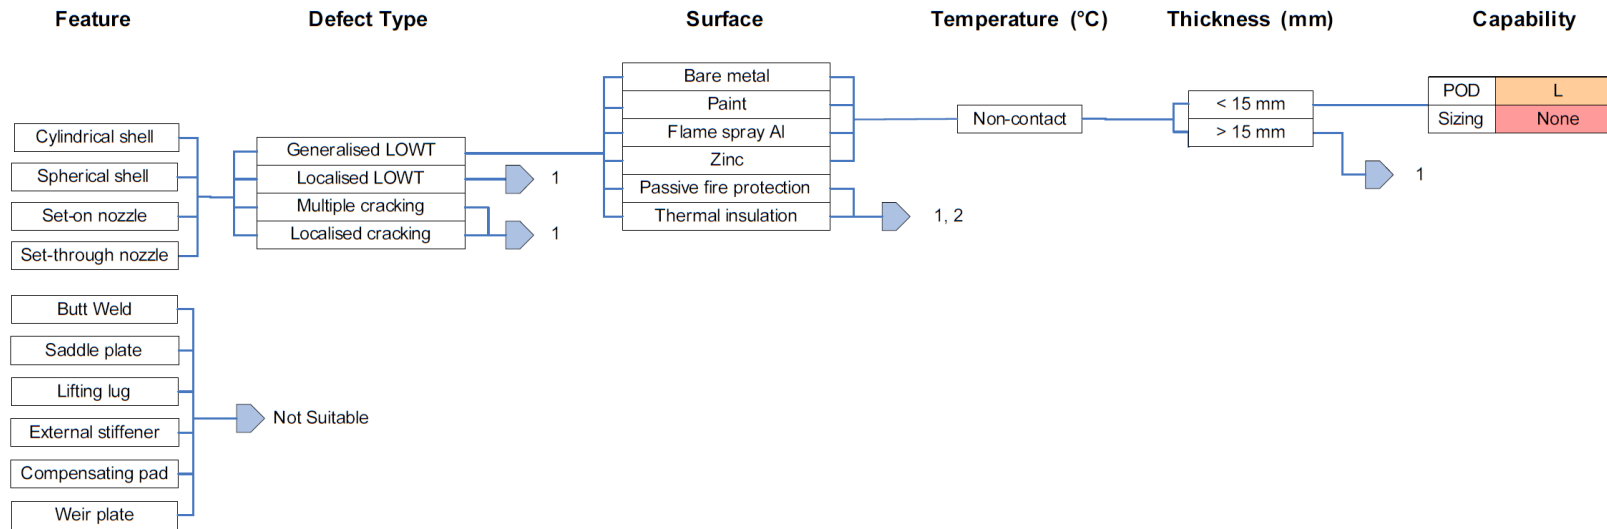 Feature Defect Type Surface Temperature (°C) Thickness (mm) Capability
Cylindrical shell
Spherical shell
Set-on nozzle
Set-through nozzle
Generalised LOWT
Localised LOWT
Multiple cracking
Localised cracking
1
1
Bare metal
Paint
Flame spray Al
Zinc
Passive fire protection
Thermal insulation
1, 2
Non-contact
< 15 mm
> 15 mm
1
POD L
Sizing None
Butt Weld
Saddle plate
Lifting lug
External stiffener
Compensating pad
Weir plate
Not Suitable